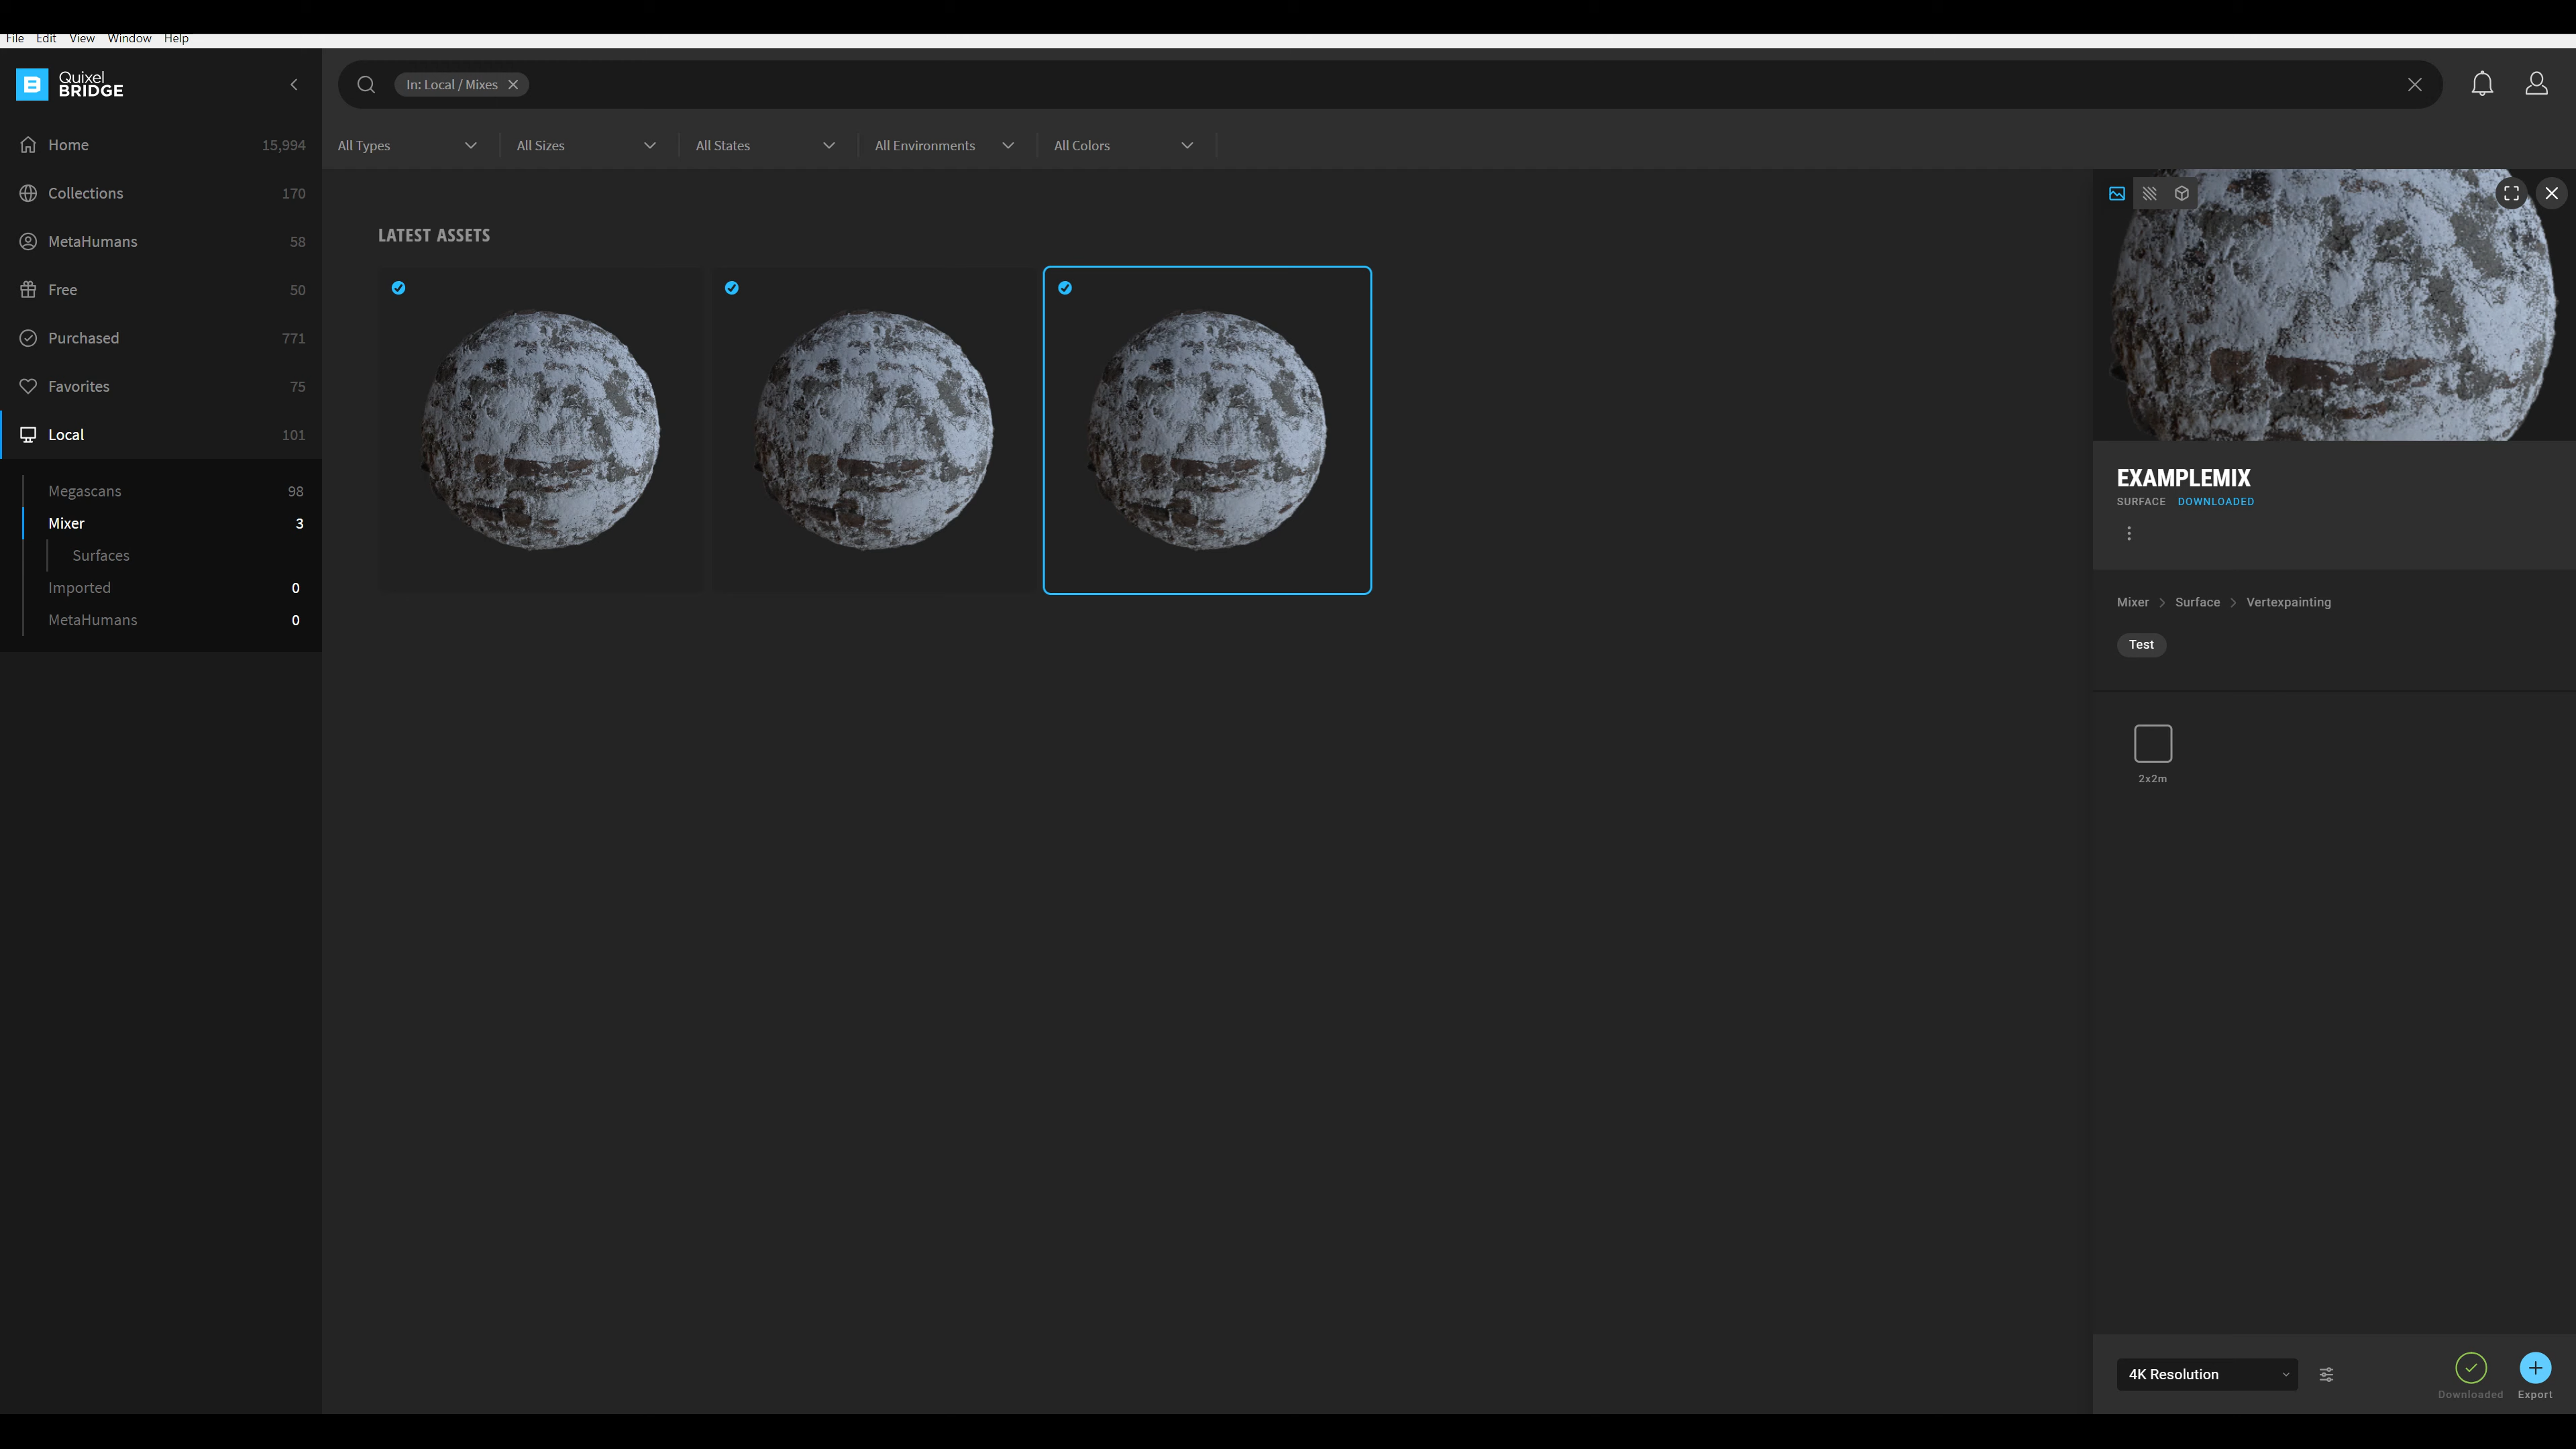 File Edit View Window Help
Quixel
BRIDGE
In: Local / Mixes
Home 15,994
Collections 170
MetaHumans 58
Free 50
Purchased 771
Favorites 75
Local 101
Megascans 98
Mixer 3
Surfaces
Imported 0
MetaHumans 0
All Types All Sizes All States All Environments All Colors
LATEST ASSETS
EXAMPLEMIX
SURFACE DOWNLOADED
Mixer > Surface > Vertexpainting
Test
2x2m
4K Resolution
Downloaded Export